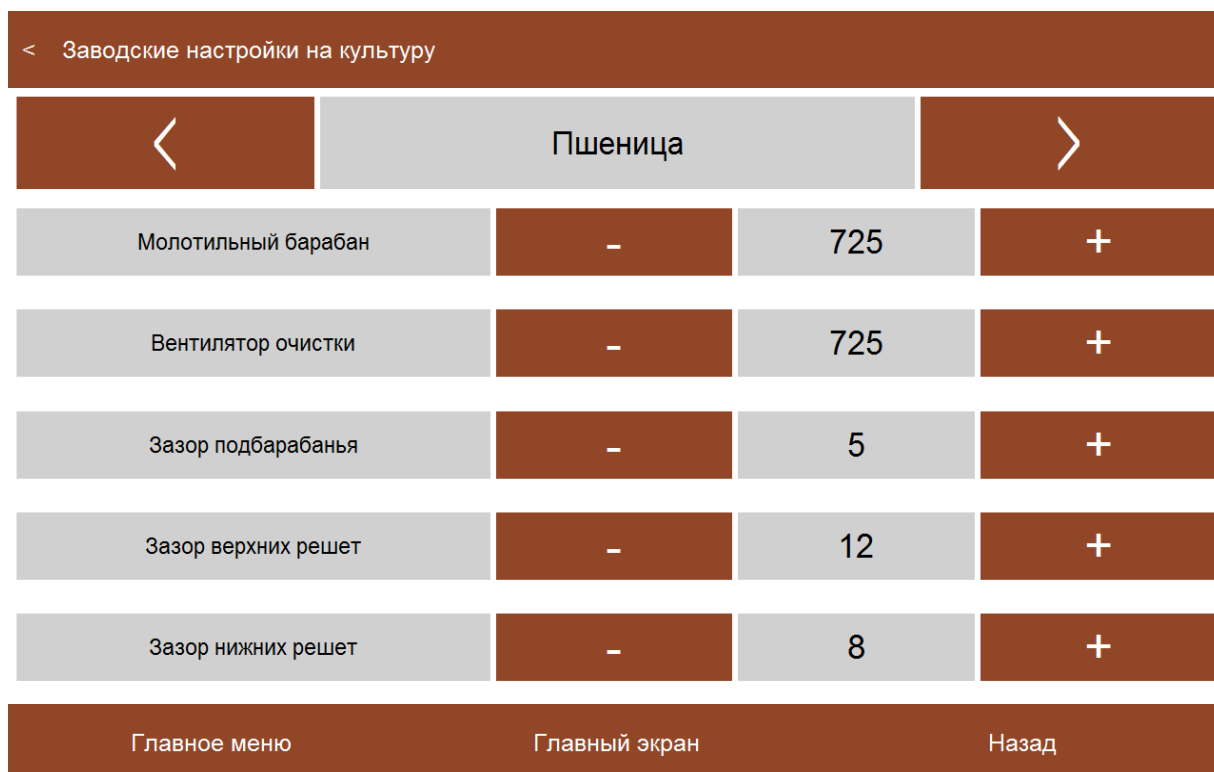 < Заводские настройки на культуру
< Пшеница >
Молотильный барабан - 725 +
Вентилятор очистки - 725 +
Зазор подбарабанья - 5 +
Зазор верхних решет - 12 +
Зазор нижних решет - 8 +
Главное меню Главный экран Назад